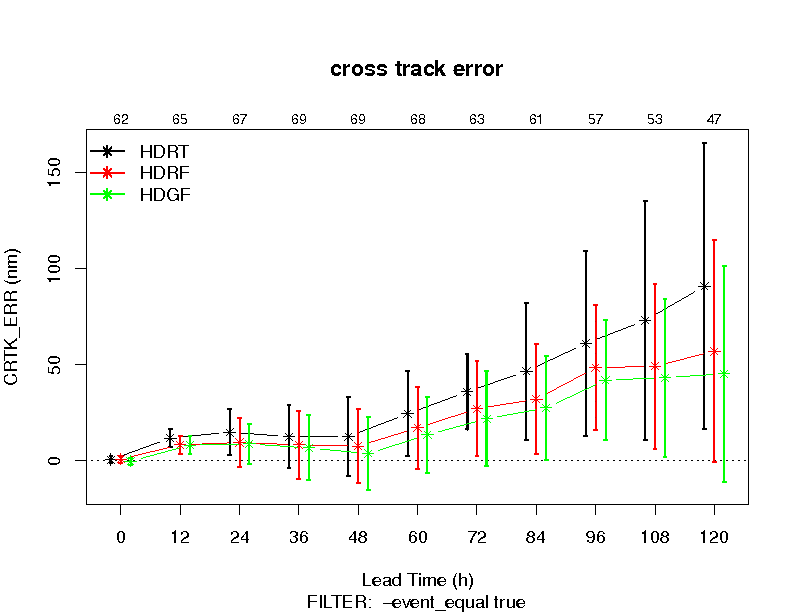 cross track error
62 65 67 69 69 68 63 61 57 53 47
HDRT
HDRF
HDGF
CRTK_ERR (nm)
150
100
50
0
0 12 24 36 48 60 72 84 96 108 120
Lead Time (h)
FILTER: −event_equal true